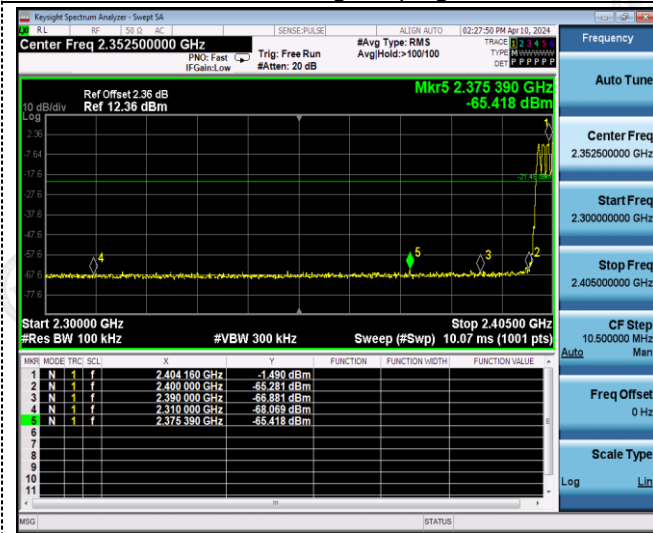 Keysight Spectrum Analyzer - Swept SA
RL RF 50 Ω AC SENSE:PULSE ALIGN AUTO 02:27:50 PM Apr 10, 2024
Center Freq 2.352500000 GHz
PNO: Fast
IFGain:Low
Trig: Free Run
#Atten: 20 dB
#Avg Type: RMS
Avg|Hold:>100/100
TRACE 1 2 3 4 5 6
TYPE M WWWWW
DET P P P P P P
Ref Offset 2.36 dB
10 dB/div Ref 12.36 dBm
Log
Mkr5 2.375 390 GHz
-65.418 dBm
2.36
-7.64
-17.6
-27.6
-37.6
-47.6
-57.6
-67.6
-77.6
1
4
5
3
2
Start 2.30000 GHz Stop 2.40500 GHz
#Res BW 100 kHz #VBW 300 kHz Sweep (#Swp) 10.07 ms (1001 pts)
MKR MODE TRC SCL X Y FUNCTION FUNCTION WIDTH FUNCTION VALUE
1 N 1 f 2.404 160 GHz -1.490 dBm
2 N 1 f 2.400 000 GHz -65.281 dBm
3 N 1 f 2.390 000 GHz -66.881 dBm
4 N 1 f 2.310 000 GHz -68.069 dBm
5 N 1 f 2.375 390 GHz -65.418 dBm
6
7
8
9
10
11
MSG STATUS
Frequency
Auto Tune
Center Freq
2.352500000 GHz
Start Freq
2.300000000 GHz
Stop Freq
2.405000000 GHz
CF Step
10.500000 MHz
Auto Man
Freq Offset
0 Hz
Scale Type
Log Lin